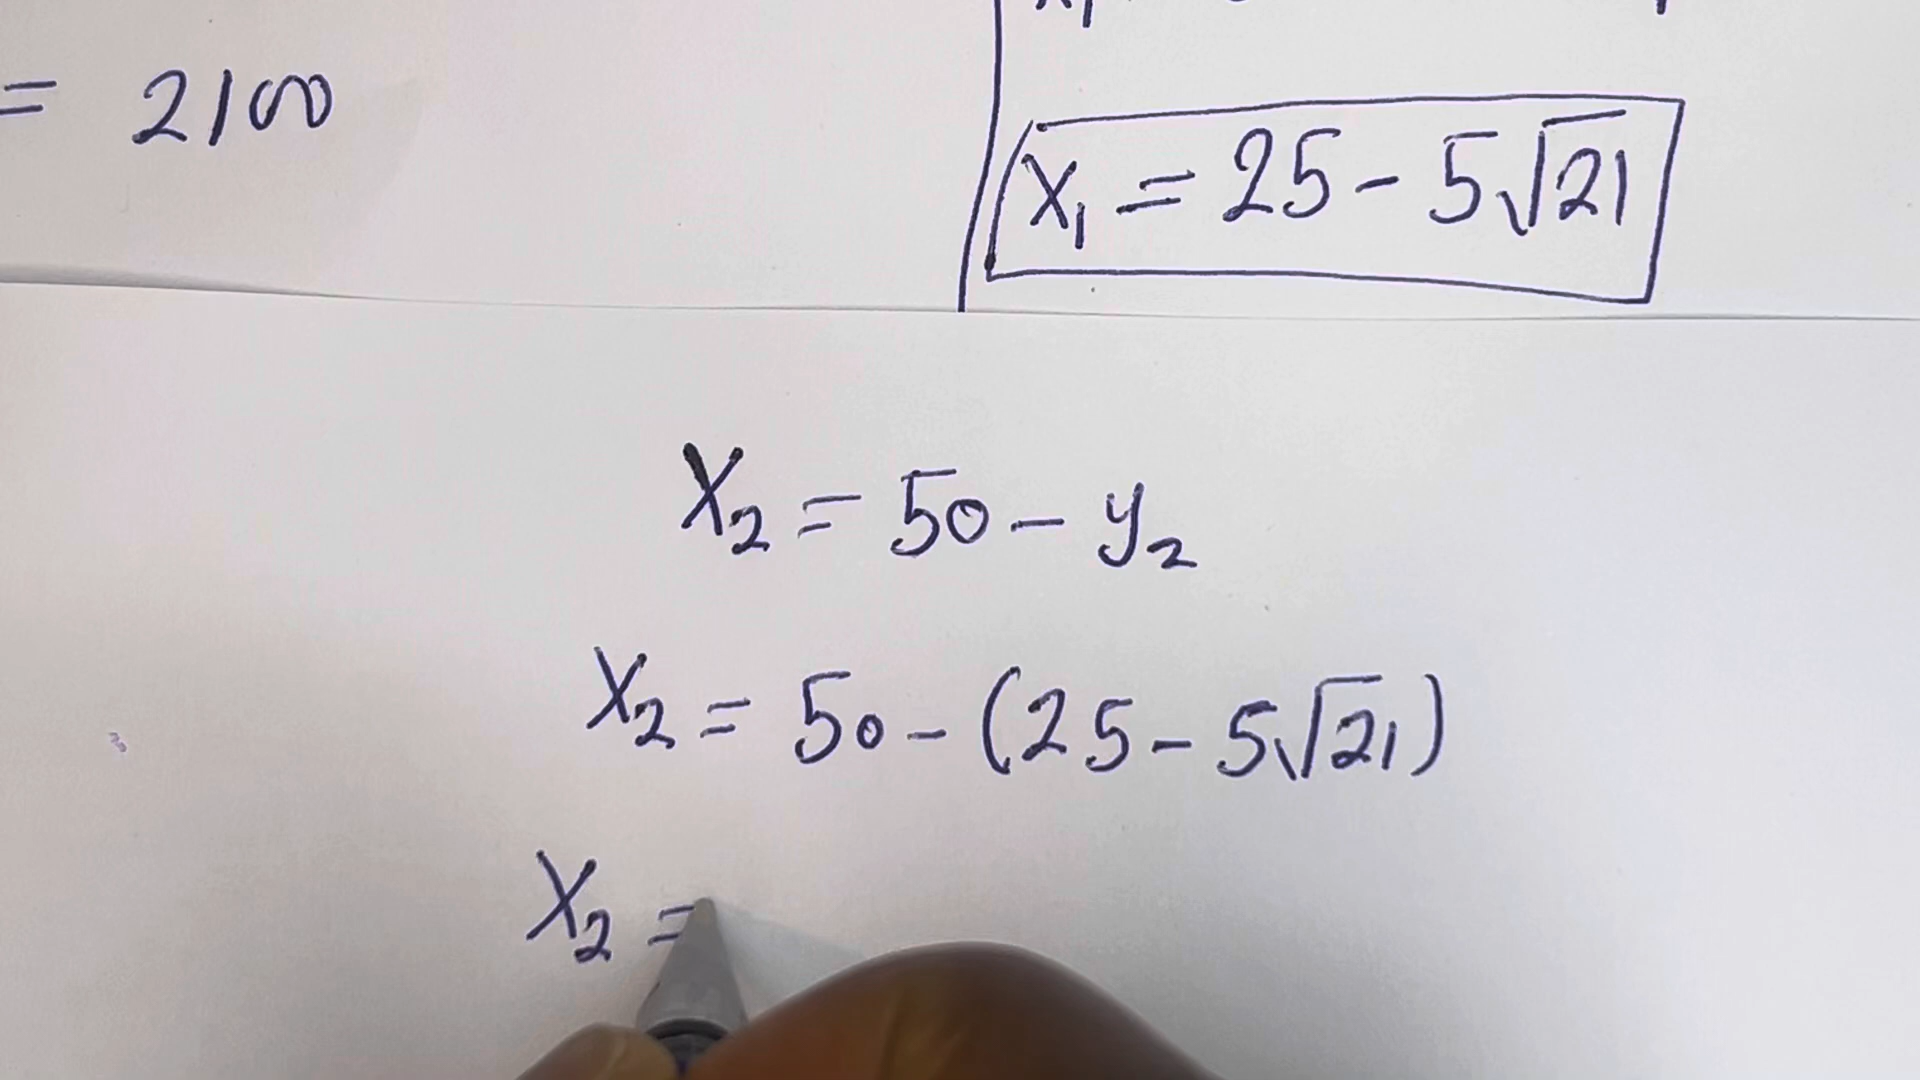 = 2100
x₁ = 25 - 5√21
x₂ = 50 - y₂
x₂ = 50 - (25 - 5√21)
x₂ =